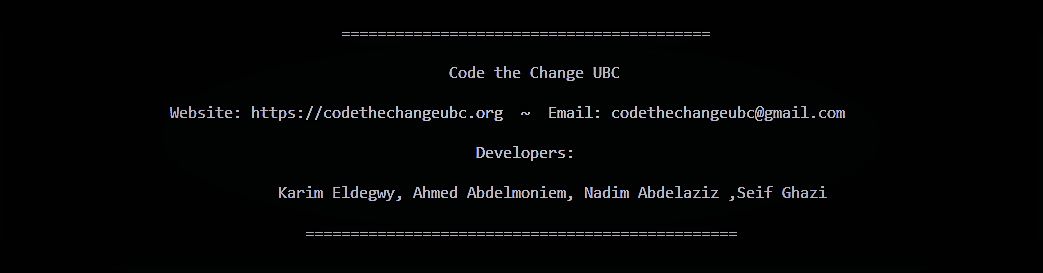 =========================================
Code the Change UBC
Website: https://codethechangeubc.org ~ Email: codethechangeubc@gmail.com
Developers:
Karim Eldegwy, Ahmed Abdelmoniem, Nadim Abdelaziz ,Seif Ghazi
================================================